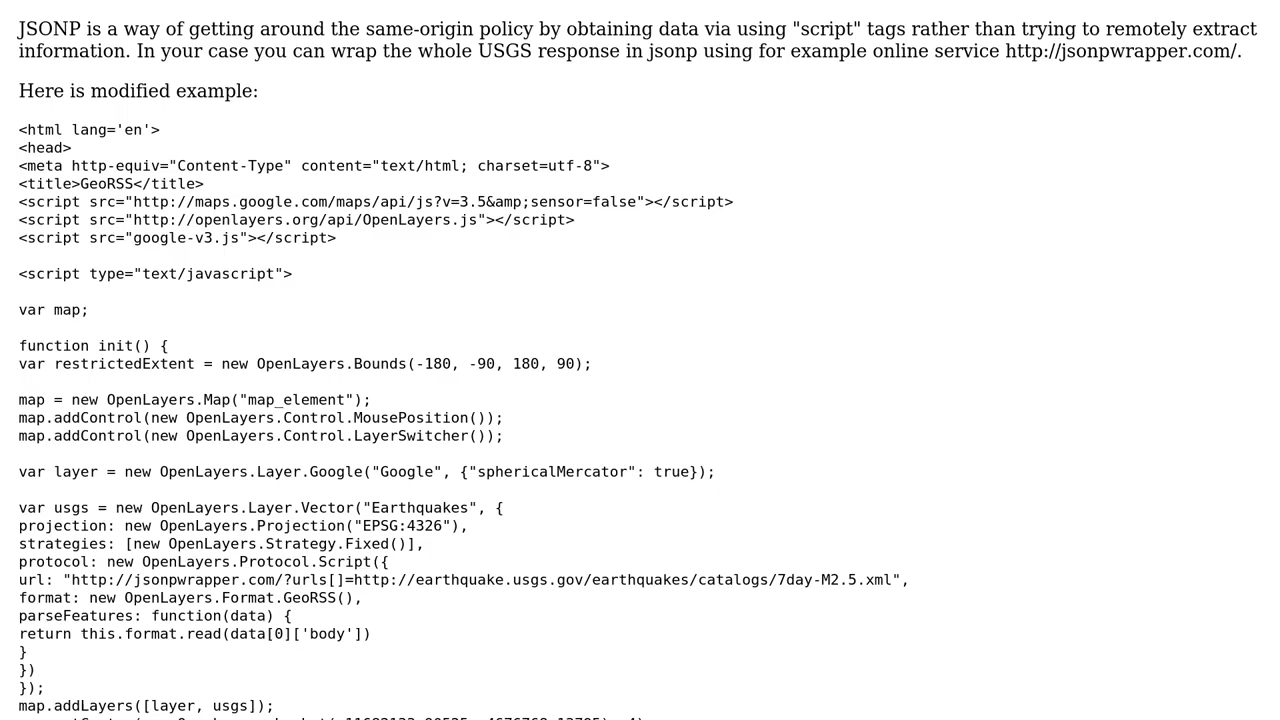 JSONP is a way of getting around the same-origin policy by obtaining data via using "script" tags rather than trying to remotely extract
information. In your case you can wrap the whole USGS response in jsonp using for example online service http://jsonpwrapper.com/.
Here is modified example:
<html lang='en'>
<head>
<meta http-equiv="Content-Type" content="text/html; charset=utf-8">
<title>GeoRSS</title>
<script src="http://maps.google.com/maps/api/js?v=3.5&amp;sensor=false"></script>
<script src="http://openlayers.org/api/OpenLayers.js"></script>
<script src="google-v3.js"></script>
<script type="text/javascript">
var map;
function init() {
var restrictedExtent = new OpenLayers.Bounds(-180, -90, 180, 90);
map = new OpenLayers.Map("map_element");
map.addControl(new OpenLayers.Control.MousePosition());
map.addControl(new OpenLayers.Control.LayerSwitcher());
var layer = new OpenLayers.Layer.Google("Google", {"sphericalMercator": true});
var usgs = new OpenLayers.Layer.Vector("Earthquakes", {
projection: new OpenLayers.Projection("EPSG:4326"),
strategies: [new OpenLayers.Strategy.Fixed()],
protocol: new OpenLayers.Protocol.Script({
url: "http://jsonpwrapper.com/?urls[]=http://earthquake.usgs.gov/earthquakes/catalogs/7day-M2.5.xml",
format: new OpenLayers.Format.GeoRSS(),
parseFeatures: function(data) {
return this.format.read(data[0]['body'])
}
})
});
map.addLayers([layer, usgs]);